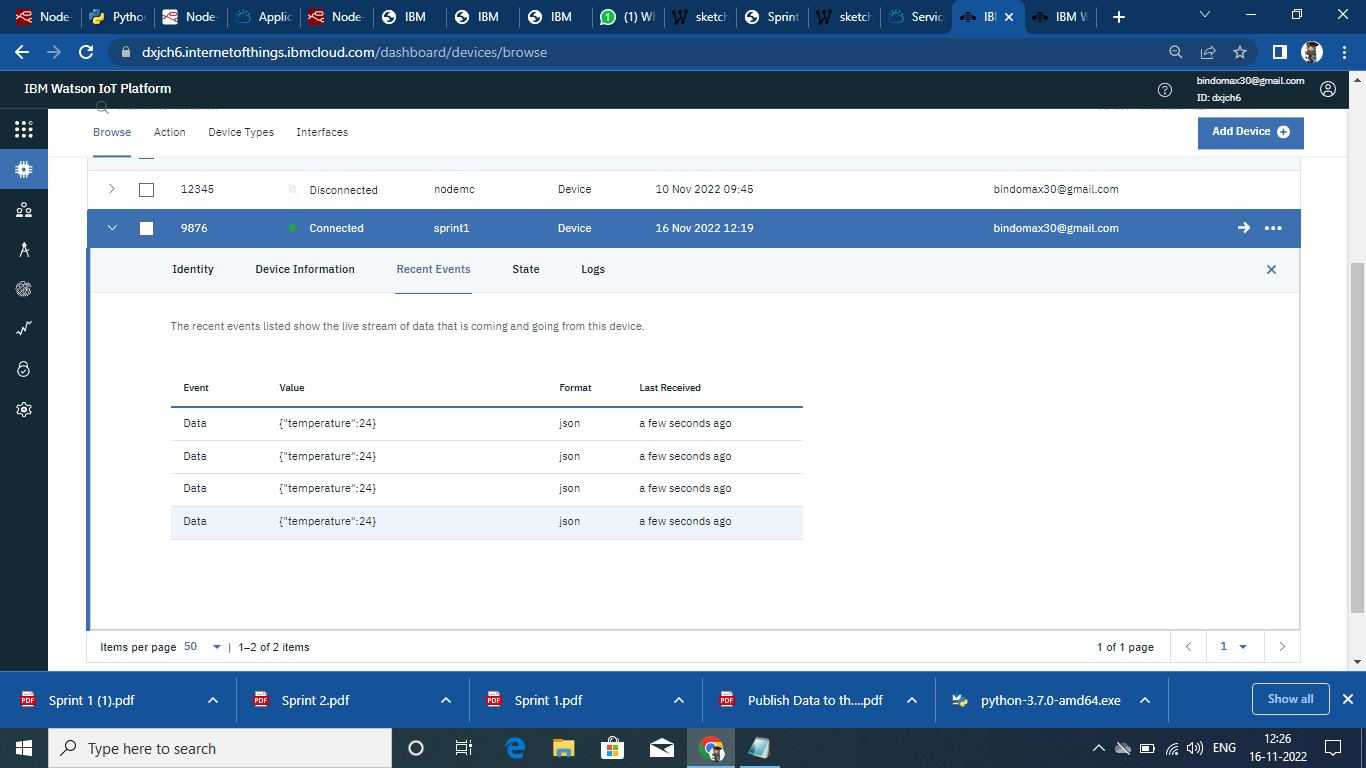 Node-
Pytho
Node-
Applic
Node-
IBM
IBM
IBM
(1) W
sketch
Sprint
sketch
Servic
IBM W
dxjch6.internetofthings.ibmcloud.com/dashboard/devices/browse
IBM Watson IoT Platform
bindomax30@gmail.com
ID: dxjch6
Browse
Action
Device Types
Interfaces
Add Device
12345
Disconnected
nodemc
Device
10 Nov 2022 09:45
bindomax30@gmail.com
9876
Connected
sprint1
Device
16 Nov 2022 12:19
bindomax30@gmail.com
Identity
Device Information
Recent Events
State
Logs
The recent events listed show the live stream of data that is coming and going from this device.
Event
Value
Format
Last Received
Data
{"temperature":24}
json
a few seconds ago
Data
{"temperature":24}
json
a few seconds ago
Data
{"temperature":24}
json
a few seconds ago
Data
{"temperature":24}
json
a few seconds ago
Items per page 50 | 1–2 of 2 items
1 of 1 page
1
Sprint 1 (1).pdf
Sprint 2.pdf
Sprint 1.pdf
Publish Data to th....pdf
python-3.7.0-amd64.exe
Show all
Type here to search
ENG
12:26
16-11-2022